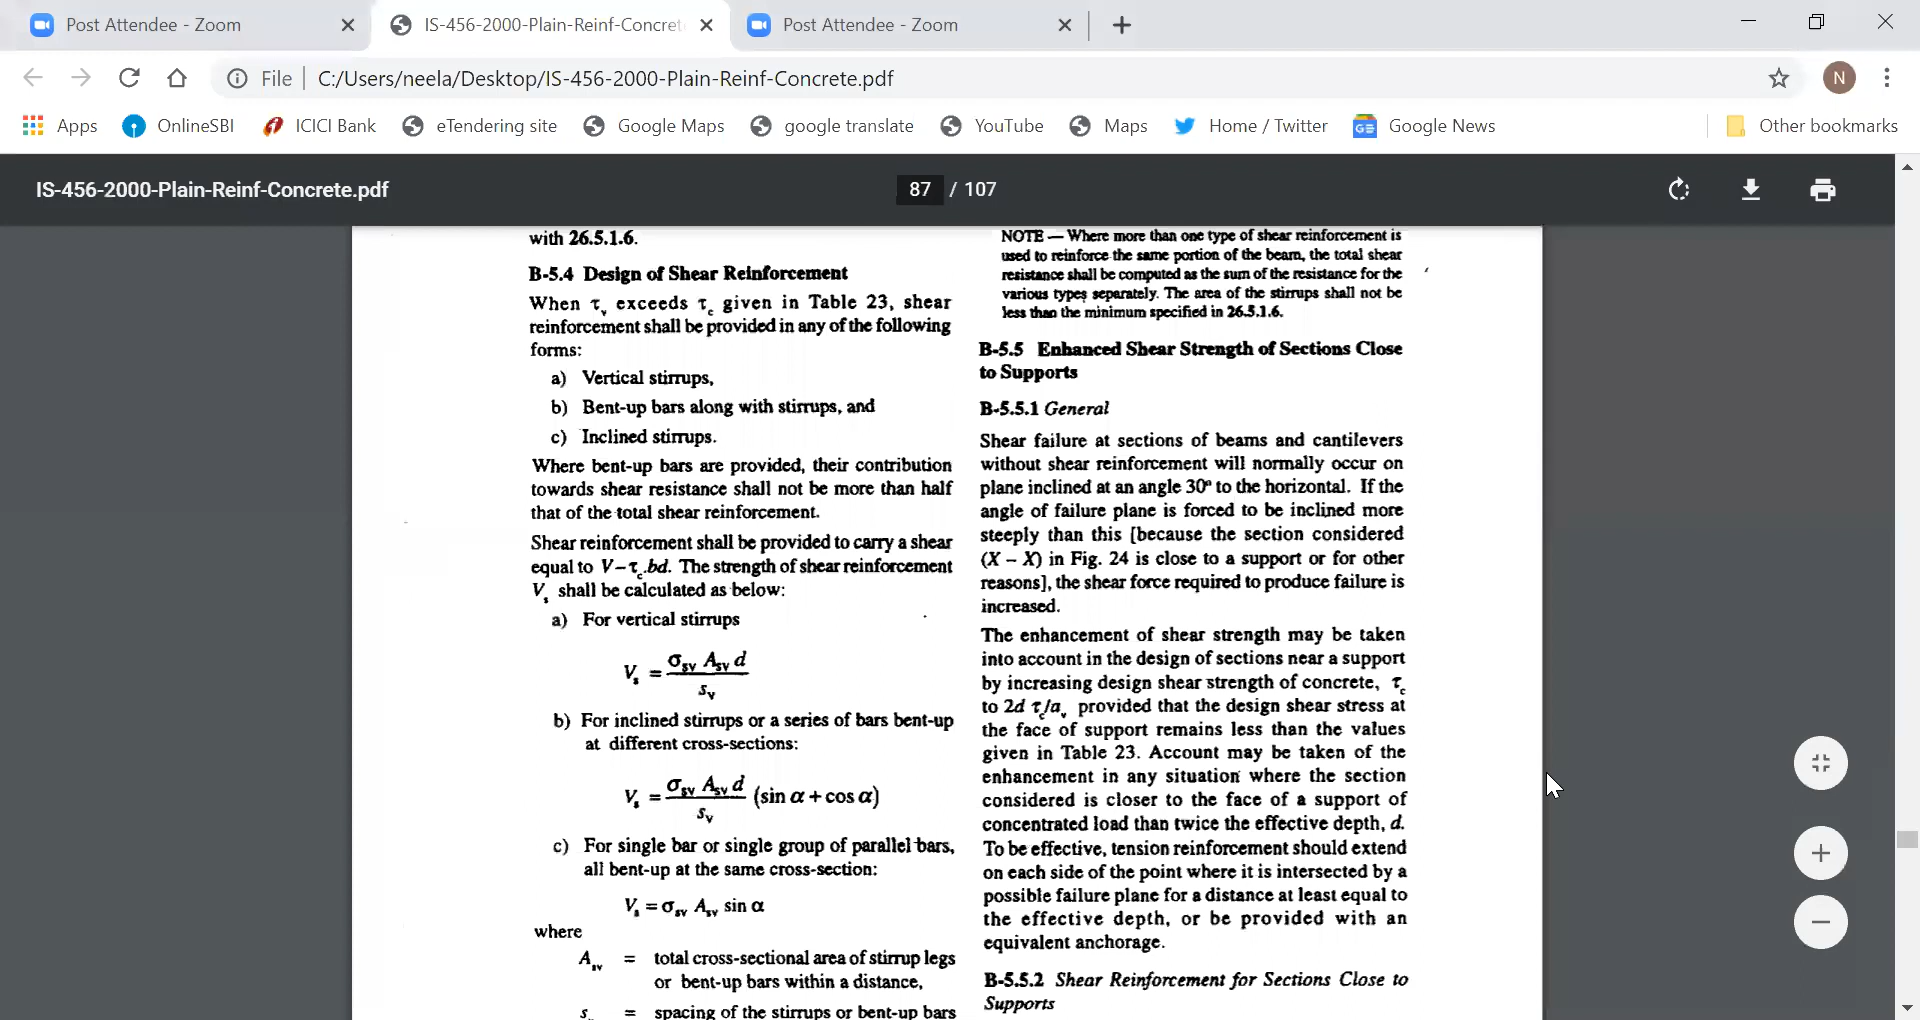 Post Attendee - Zoom
IS-456-2000-Plain-Reinf-Concret
Post Attendee - Zoom
File
C:/Users/neela/Desktop/IS-456-2000-Plain-Reinf-Concrete.pdf
N
Apps
OnlineSBI
ICICI Bank
eTendering site
Google Maps
google translate
YouTube
Maps
Home / Twitter
Google News
Other bookmarks
IS-456-2000-Plain-Reinf-Concrete.pdf
87 / 107
with 26.5.1.6.
B-5.4 Design of Shear Reinforcement
When τv exceeds τc given in Table 23, shear
reinforcement shall be provided in any of the following
forms:
a) Vertical stirrups,
b) Bent-up bars along with stirrups, and
c) Inclined stirrups.
Where bent-up bars are provided, their contribution
towards shear resistance shall not be more than half
that of the total shear reinforcement.
Shear reinforcement shall be provided to carry a shear
equal to V–τc.bd. The strength of shear reinforcement
Vs shall be calculated as below:
a) For vertical stirrups
Vs = σsv Asv d / sv
b) For inclined stirrups or a series of bars bent-up
at different cross-sections:
Vs = σsv Asv d / sv (sin α + cos α)
c) For single bar or single group of parallel bars,
all bent-up at the same cross-section:
Vs = σsv Asv sin α
where
Asv = total cross-sectional area of stirrup legs
or bent-up bars within a distance,
sv = spacing of the stirrups or bent-up bars
NOTE — Where more than one type of shear reinforcement is
used to reinforce the same portion of the beam, the total shear
resistance shall be computed as the sum of the resistance for the
various types separately. The area of the stirrups shall not be
less than the minimum specified in 26.5.1.6.
B-5.5 Enhanced Shear Strength of Sections Close
to Supports
B-5.5.1 General
Shear failure at sections of beams and cantilevers
without shear reinforcement will normally occur on
plane inclined at an angle 30° to the horizontal. If the
angle of failure plane is forced to be inclined more
steeply than this [because the section considered
(X – X) in Fig. 24 is close to a support or for other
reasons], the shear force required to produce failure is
increased.
The enhancement of shear strength may be taken
into account in the design of sections near a support
by increasing design shear strength of concrete, τc
to 2d τc/av provided that the design shear stress at
the face of support remains less than the values
given in Table 23. Account may be taken of the
enhancement in any situation where the section
considered is closer to the face of a support of
concentrated load than twice the effective depth, d.
To be effective, tension reinforcement should extend
on each side of the point where it is intersected by a
possible failure plane for a distance at least equal to
the effective depth, or be provided with an
equivalent anchorage.
B-5.5.2 Shear Reinforcement for Sections Close to
Supports